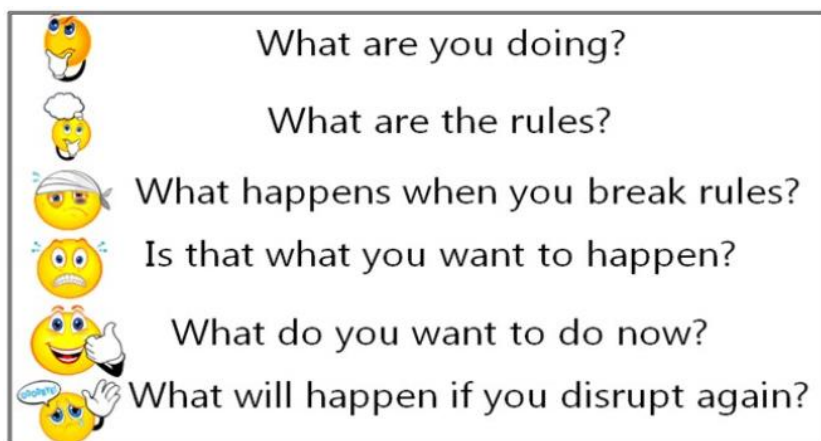 What are you doing?
What are the rules?
What happens when you break rules?
Is that what you want to happen?
What do you want to do now?
GOODBYE!
What will happen if you disrupt again?